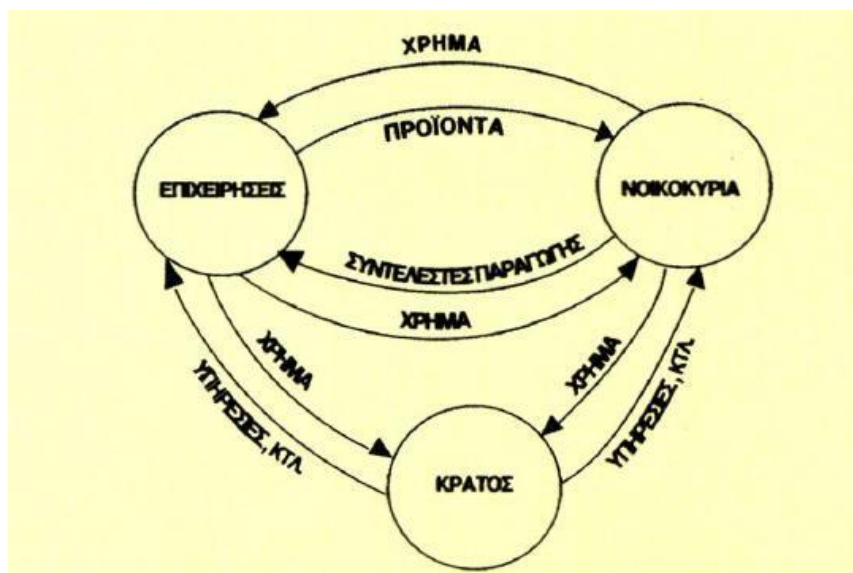 ΧΡΗΜΑ
ΠΡΟΪΟΝΤΑ
ΕΠΙΧΕΙΡΗΣΕΙΣ
ΝΟΙΚΟΚΥΡΙΑ
ΣΥΝΤΕΛΕΣΤΕΣ ΠΑΡΑΓΩΓΗΣ
ΧΡΗΜΑ
ΧΡΗΜΑ
ΧΡΗΜΑ
ΥΠΗΡΕΣΙΕΣ, ΚΤΛ.
ΥΠΗΡΕΣΙΕΣ, ΚΤΛ.
ΚΡΑΤΟΣ